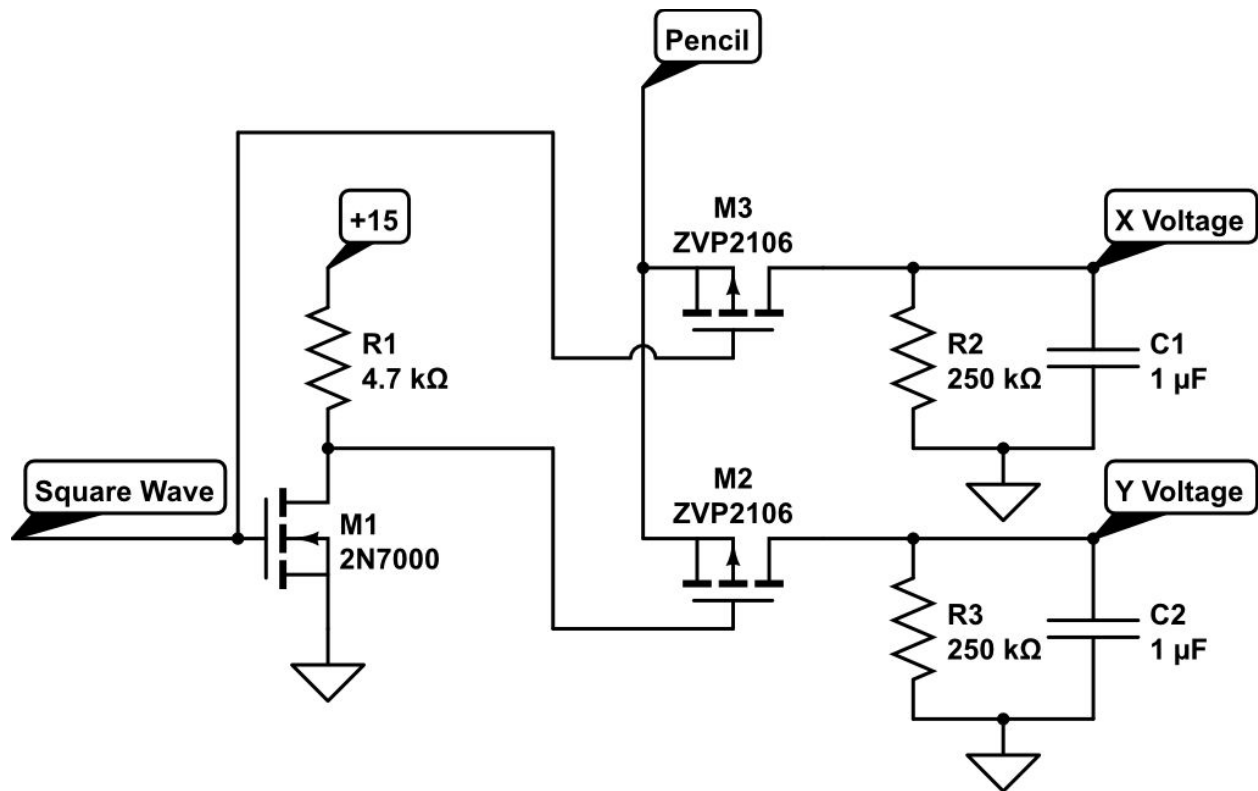 Pencil
+15
M3
ZVP2106
X Voltage
R1
4.7 kΩ
R2
250 kΩ
C1
1 µF
Square Wave
M1
2N7000
M2
ZVP2106
Y Voltage
R3
250 kΩ
C2
1 µF